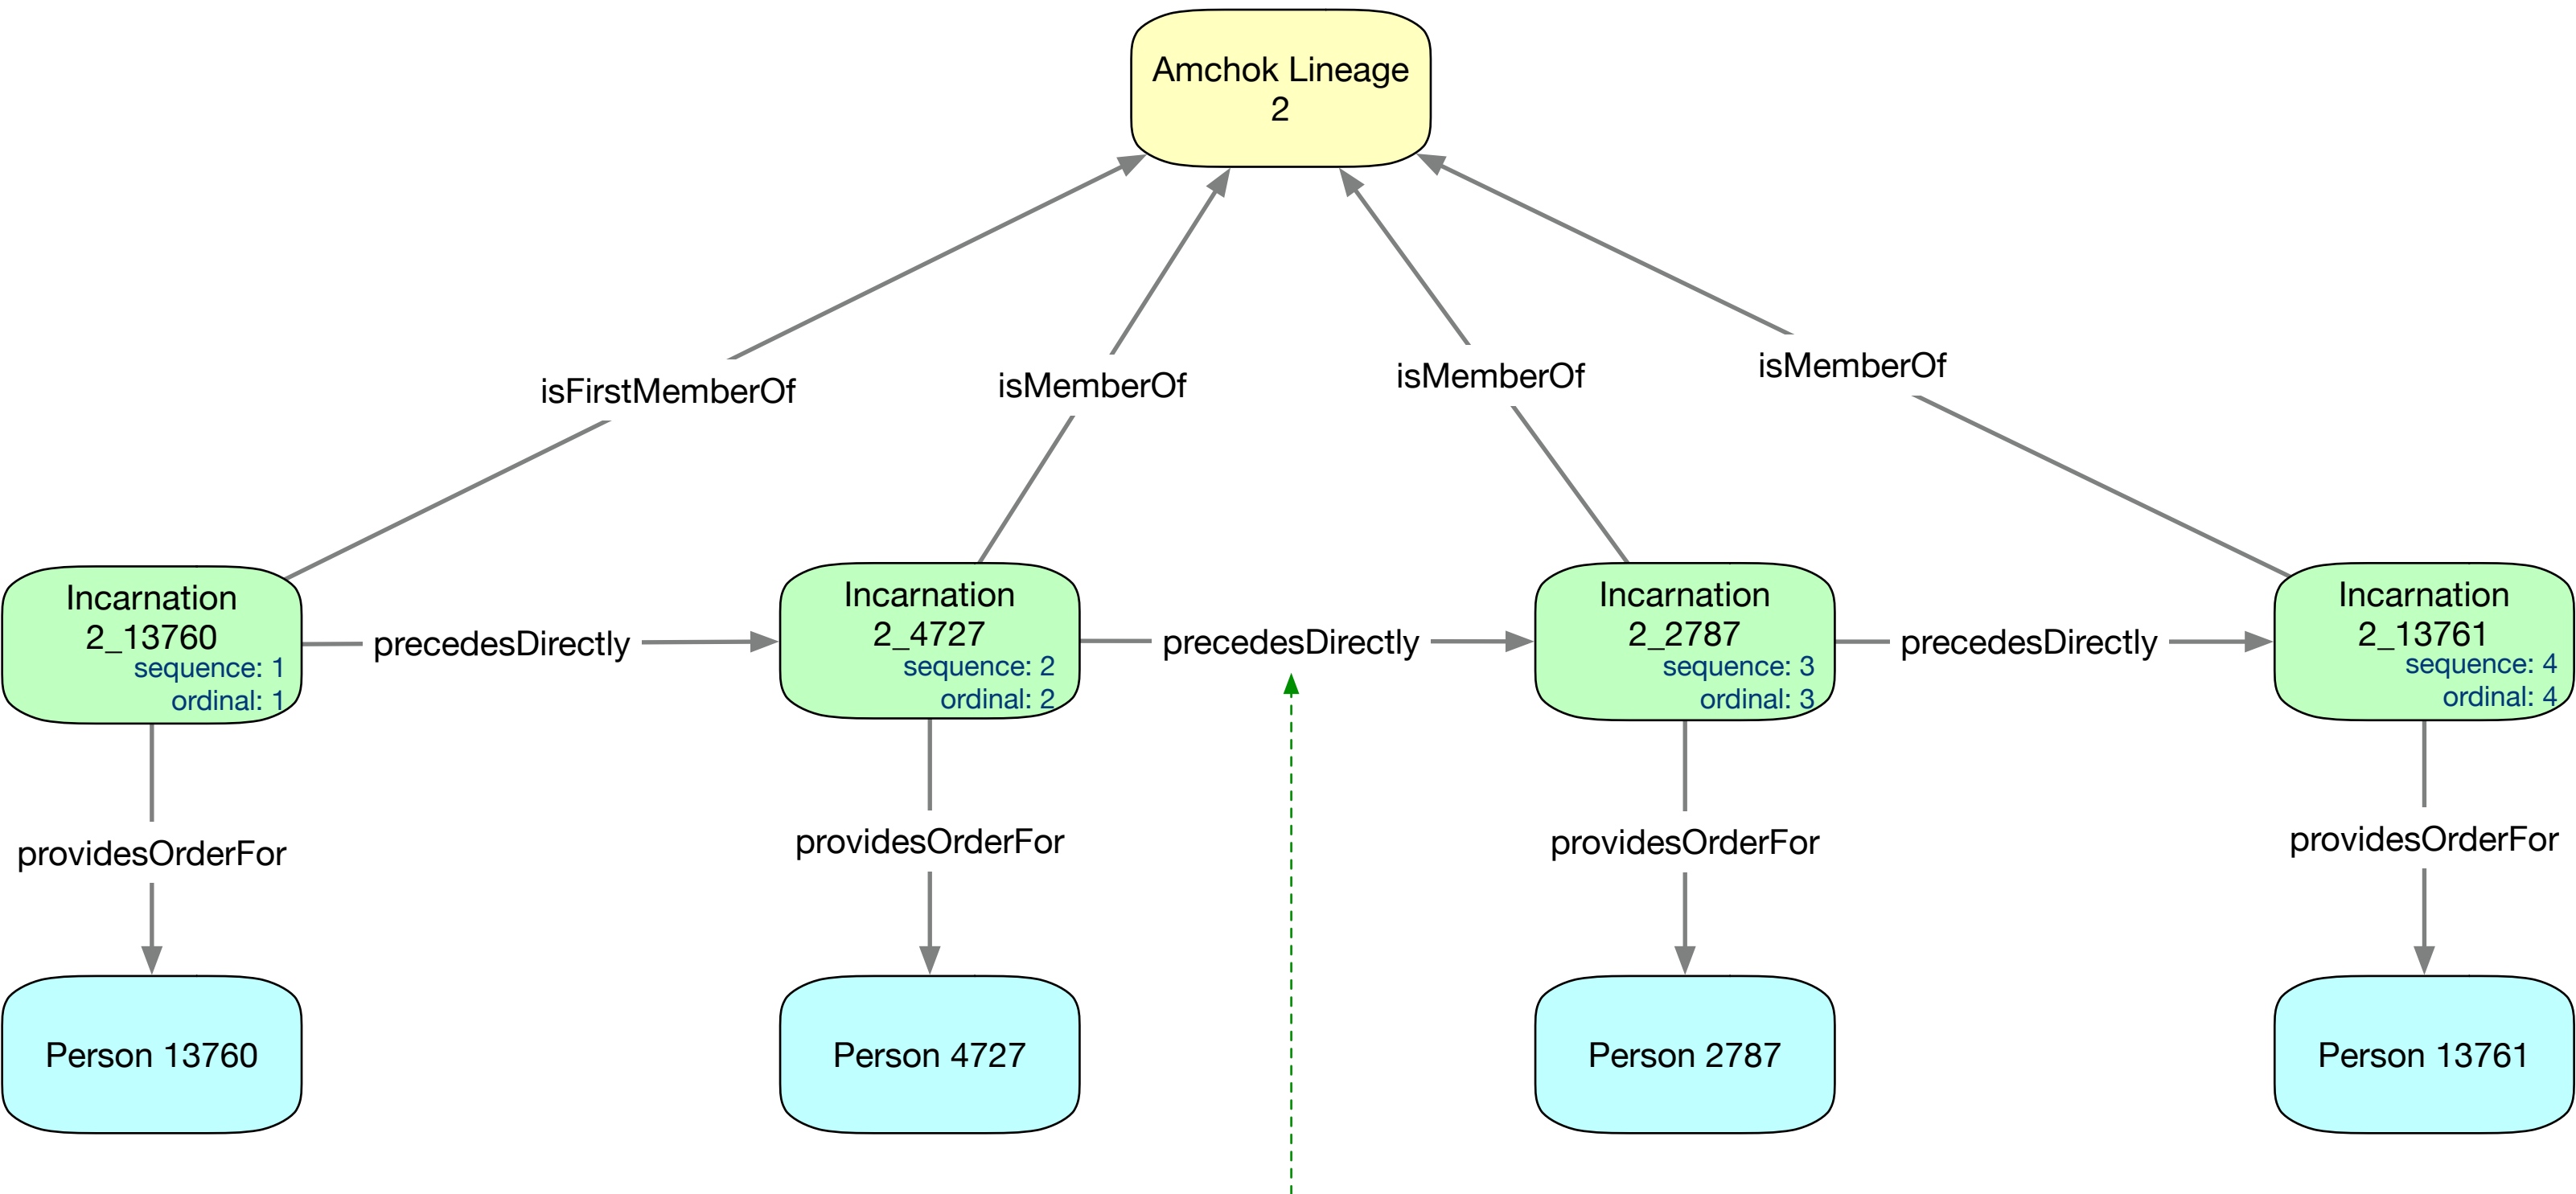 Amchok Lineage
2
isFirstMemberOf
isMemberOf
isMemberOf
isMemberOf
Incarnation
2_13760
sequence: 1
ordinal: 1
precedesDirectly
Incarnation
2_4727
sequence: 2
ordinal: 2
precedesDirectly
Incarnation
2_2787
sequence: 3
ordinal: 3
precedesDirectly
Incarnation
2_13761
sequence: 4
ordinal: 4
providesOrderFor
providesOrderFor
providesOrderFor
providesOrderFor
Person 13760
Person 4727
Person 2787
Person 13761